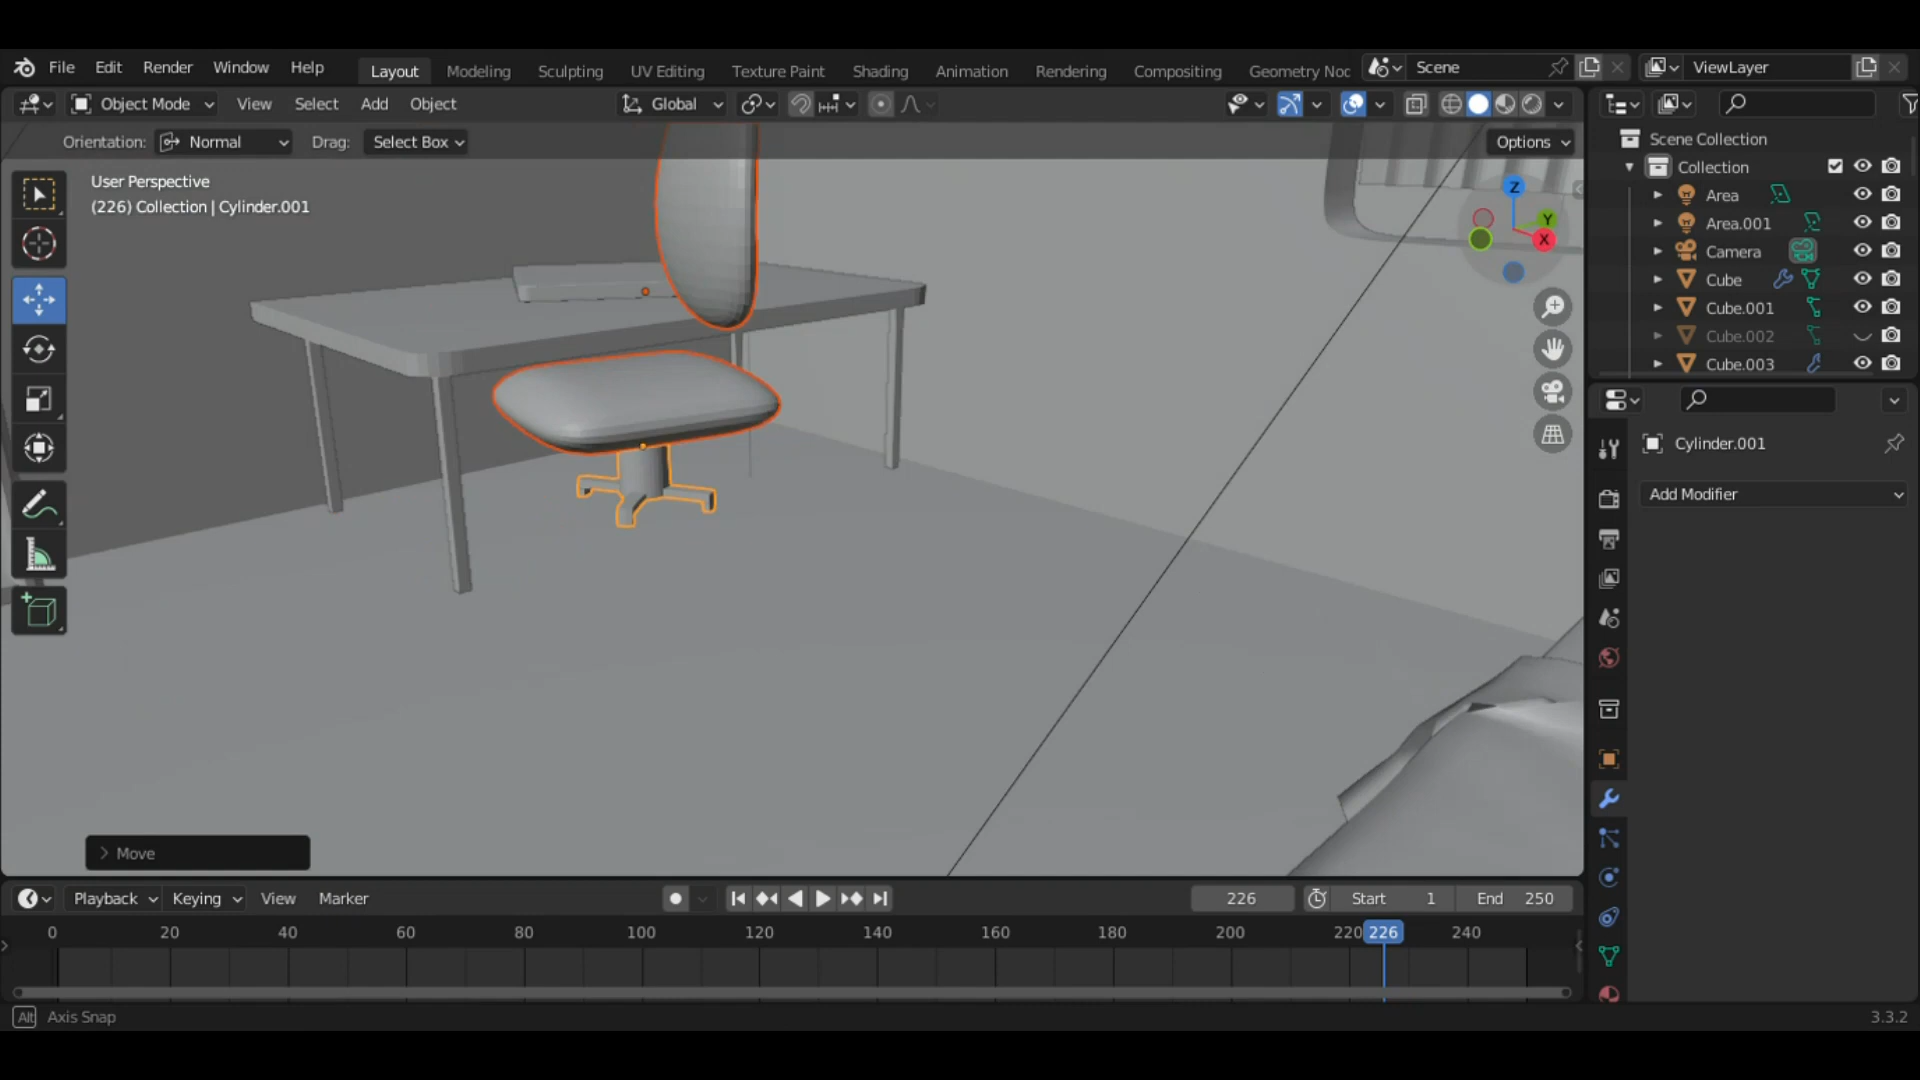 File Edit Render Window Help Layout Modeling Sculpting UV Editing Texture Paint Shading Animation Rendering Compositing Geometry Noc Scene ViewLayer
Object Mode View Select Add Object Global
Orientation: Normal Drag: Select Box Options
User Perspective
(226) Collection | Cylinder.001
Z
Y
X
Scene Collection
Collection
Area
Area.001
Camera
Cube
Cube.001
Cube.002
Cube.003
Cylinder.001
Add Modifier
Move
Playback Keying View Marker 226 Start 1 End 250
0 20 40 60 80 100 120 140 160 180 200 220 226 240
Alt Axis Snap 3.3.2